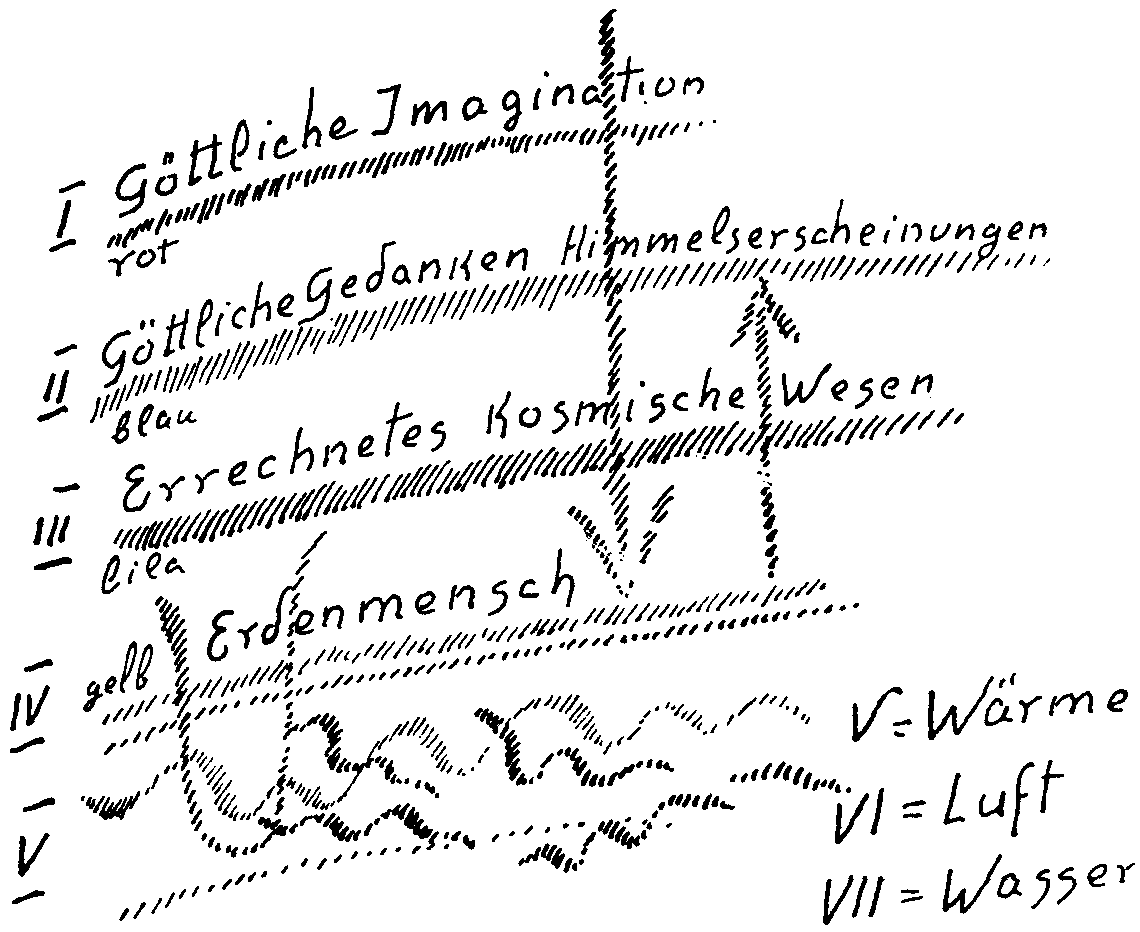 I Göttliche Imagination
rot
II Göttliche Gedanken Himmelserscheinungen
blau
III Errechnetes Kosmische Wesen
lila
IV gelb Erdenmensch
V
V = Wärme
VI = Luft
VII = Wasser